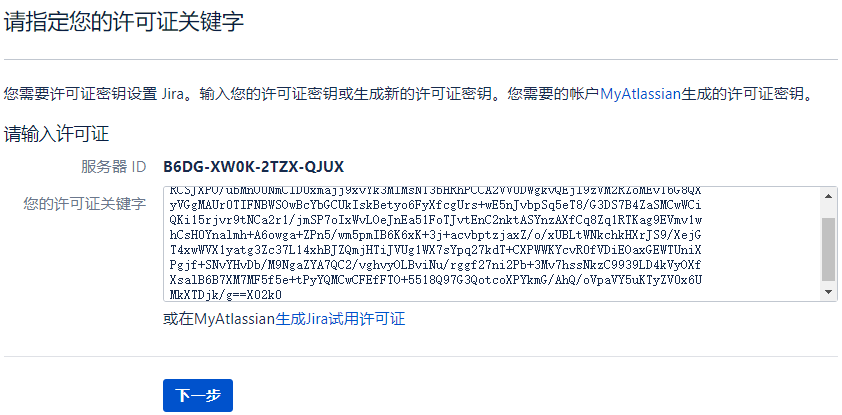 请指定您的许可证关键字
您需要许可证密钥设置 Jira。输入您的许可证密钥或生成新的许可证密钥。您需要的帐户MyAtlassian生成的许可证密钥。
请输入许可证
服务器 ID B6DG-XW0K-2TZX-QJUX
您的许可证关键字
yVGgMAUr0TIFNBWSOwBcYbGCUkIskBetyo6FyXfcgUrs+wE5nJvbpSq5eT8/G3DS7B4ZaSMCwWCi
QKi15rjvr9tNCa2r1/jmSP7oIxWvLOeJnEa51FoTJvtEnC2nktASYnzAXfCq8Zq1RTKag9EVmv1w
hCsH0Ynalmh+A6owga+ZPn5/wm5pmIB6K6xK+3j+acvbptzjaxZ/o/xUBLtWNkchkHXrJS9/XejG
T4xwWVX1yatg3Zc37L14xhBJZQmjHTiJVUg1WX7sYpq27kdT+CXPWWKYcvR0fVDiEOaxGEWTUniX
Pgjf+SNvYHvDb/M9NgaZYA7QC2/vghvyOLBviNu/rggf27ni2Pb+3Mv7hssNkzC9939LD4kVyOXf
XsalB6B7XM7MF5f5e+tPyYQMCwCFEfFTO+5518Q97G3QotcoXPYkmG/AhQ/oVpaVY5uKTyZV0x6U
MkXTDjk/g==X02k0
或在MyAtlassian生成Jira试用许可证
下一步